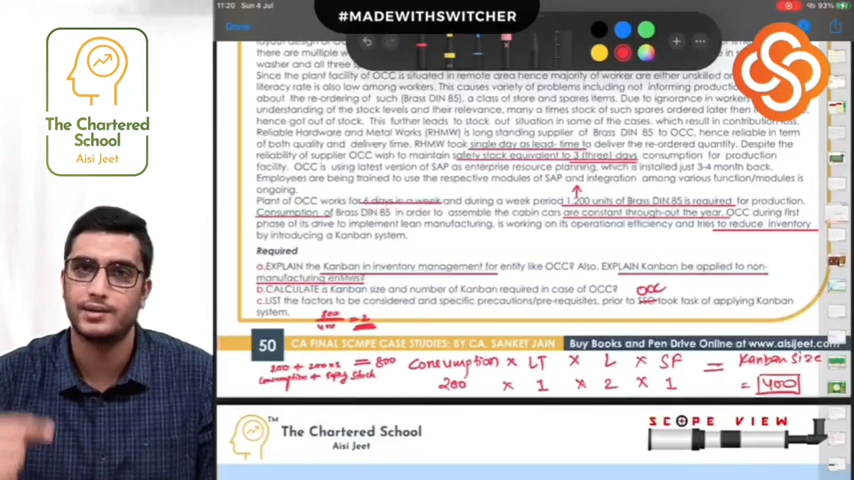 11:20 Sun 4 Jul
#MADEWITHSWITCHER
93%
Done
The Chartered
School
Aisi Jeet
there are multiple w
washer and all three s
Since the plant facility of OCC is situated in remote area hence majority of worker are either unskilled or
literacy rate is also low among workers. This causes variety of problems including not informing production
about the re-ordering of such (Brass DIN 85), a class of store and spares items. Due to ignorance in workers
understanding of the stock levels and their relevance, many a times stock of such spares ordered later then
hence got out of stock. This further leads to stock out situation in some of the cases. which result in contribution loss.
Reliable Hardware and Metal Works (RHMW) is long standing supplier of Brass DIN 85 to OCC, hence reliable in term
of both quality and delivery time. RHMW took single day as lead- time to deliver the re-ordered quantity. Despite the
reliability of supplier OCC wish to maintain safety stock equivalent to 3 (three) days consumption for production
facility. OCC is using latest version of SAP as enterprise resource planning, which is installed just 3-4 month back.
Employees are being trained to use the respective modules of SAP and integration among various function/modules is
ongoing.
Plant of OCC works for 6 days in a week and during a week period 1,200 units of Brass DIN 85 is required for production.
Consumption of Brass DIN 85 in order to assemble the cabin cars are constant through-out the year. OCC during first
phase of its drive to implement lean manufacturing, is working on its operational efficiency and tries to reduce inventory
by introducing a Kanban system.
Required
a.EXPLAIN the Kanban in inventory management for entity like OCC? Also, EXPLAIN Kanban be applied to non-
manufacturing entities?
b.CALCULATE is Kanban size and number of Kanban required in case of OCC?
OCC
c.LIST the factors to be considered and specific precautions/pre-requisites, prior to SSC took task of applying Kanban
system.
800/400 = 2
50 CA FINAL SCMPE CASE STUDIES: BY CA. SANKET JAIN Buy Books and Pen Drive Online at www.aisijeet.com
200 + 200×3 = 800
Consumption + Safety Stock
Consumption × LT × L × SF = Kanban Size
200 × 1 × 2 × 1 = 400
The Chartered School
Aisi Jeet
TM
SCOPE VIEW